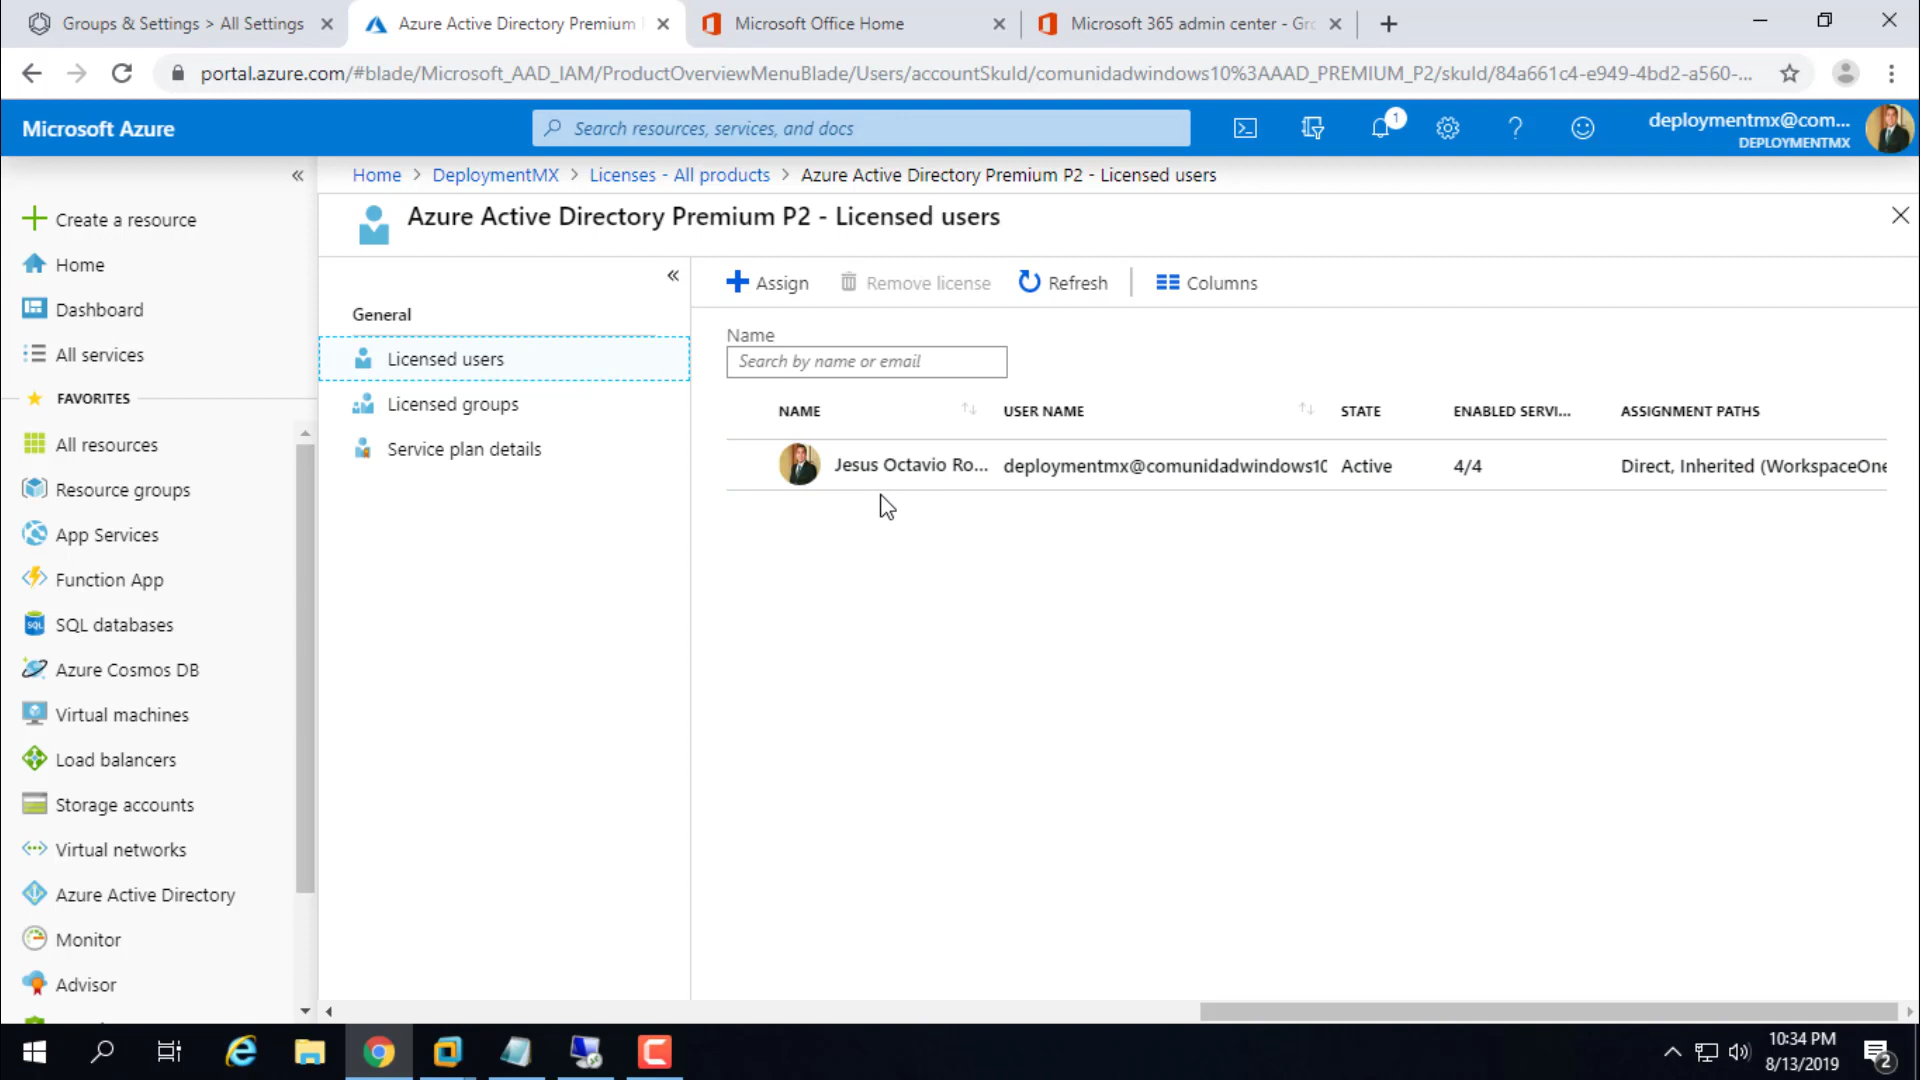 Groups & Settings > All Settings
Azure Active Directory Premium
Microsoft Office Home
Microsoft 365 admin center - Gro
portal.azure.com/#blade/Microsoft_AAD_IAM/ProductOverviewMenuBlade/Users/accountSkuId/comunidadwindows10%3AAAD_PREMIUM_P2/skuId/84a661c4-e949-4bd2-a560-...
Microsoft Azure
Search resources, services, and docs
1
deploymentmx@com...
DEPLOYMENTMX
Home > DeploymentMX > Licenses - All products > Azure Active Directory Premium P2 - Licensed users
Azure Active Directory Premium P2 - Licensed users
Create a resource
Home
Dashboard
All services
FAVORITES
All resources
Resource groups
App Services
Function App
SQL databases
Azure Cosmos DB
Virtual machines
Load balancers
Storage accounts
Virtual networks
Azure Active Directory
Monitor
Advisor
General
Licensed users
Licensed groups
Service plan details
Assign
Remove license
Refresh
Columns
Name
Search by name or email
NAME USER NAME STATE ENABLED SERVI... ASSIGNMENT PATHS
Jesus Octavio Ro... deploymentmx@comunidadwindows10 Active 4/4 Direct, Inherited (WorkspaceOne
10:34 PM
8/13/2019
2